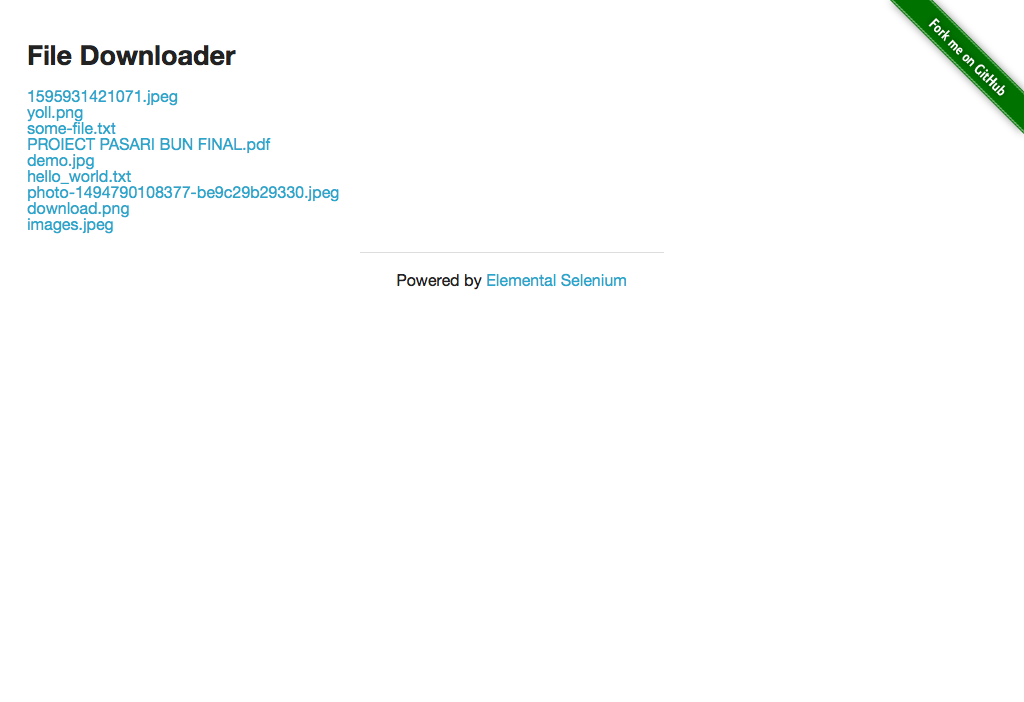 File Downloader
Fork me on GitHub
1595931421071.jpeg
yoll.png
some-file.txt
PROIECT PASARI BUN FINAL.pdf
demo.jpg
hello_world.txt
photo-1494790108377-be9c29b29330.jpeg
download.png
images.jpeg
Powered by Elemental Selenium